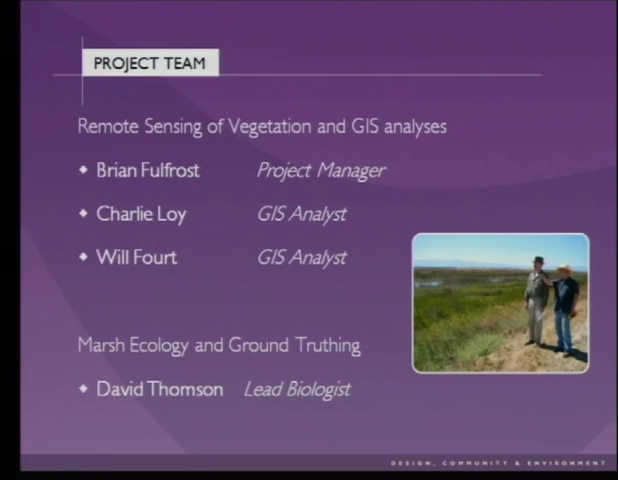 PROJECT TEAM
Remote Sensing of Vegetation and GIS analyses
Brian Fulfrost Project Manager
Charlie Loy GIS Analyst
Will Fourt GIS Analyst
Marsh Ecology and Ground Truthing
David Thomson Lead Biologist
DESIGN, COMMUNITY & ENVIRONMENT